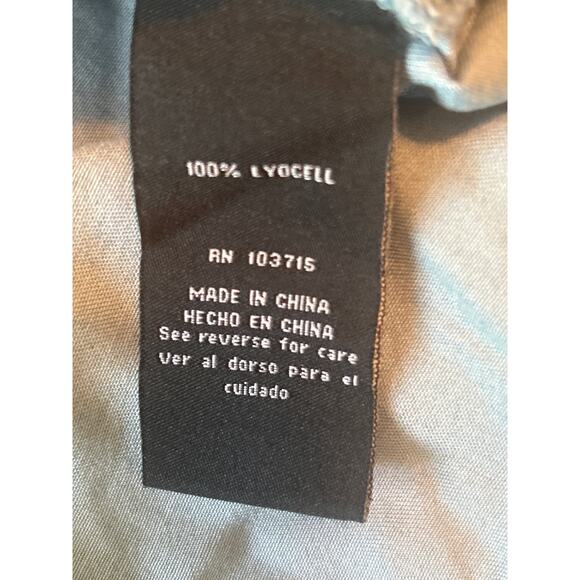 100% LYOCELL
RN 103715
MADE IN CHINA
HECHO EN CHINA
See reverse for care
Ver al dorso para el
cuidado